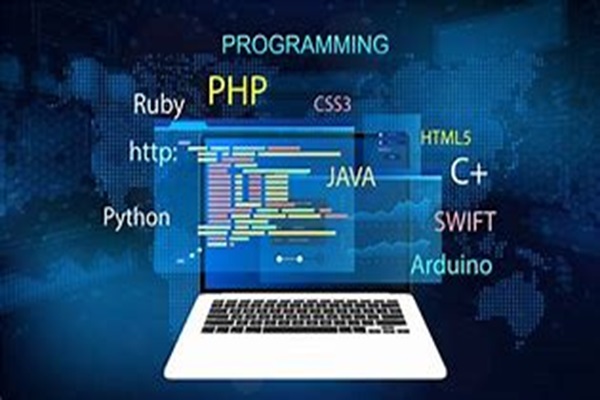 PROGRAMMING
PHP
Ruby
CSS3
HTML5
http:
JAVA
C+
Python
SWIFT
Arduino